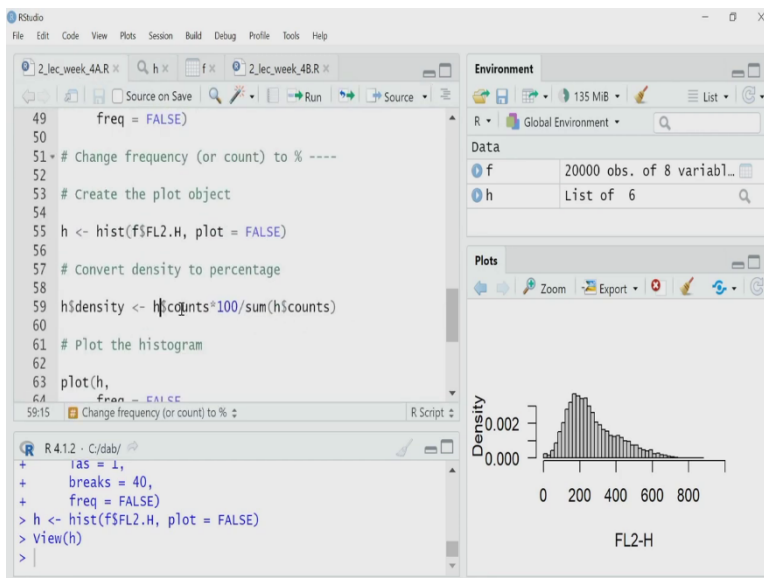 RStudio
File Edit Code View Plots Session Build Debug Profile Tools Help
2_lec_week_4A.R × h × f × 2_lec_week_4B.R ×
Source on Save Run Source
49 freq = FALSE)
50
51 # Change frequency (or count) to % ----
52
53 # Create the plot object
54
55 h <- hist(f$FL2.H, plot = FALSE)
56
57 # Convert density to percentage
58
59 h$density <- h$counts*100/sum(h$counts)
60
61 # Plot the histogram
62
63 plot(h,
64 freq = FALSE
59:15 # Change frequency (or count) to % R Script
R 4.1.2 · C:/dab/
+ las = 1,
+ breaks = 40,
+ freq = FALSE)
> h <- hist(f$FL2.H, plot = FALSE)
> View(h)
>
Environment
135 MiB List
R Global Environment
Data
f 20000 obs. of 8 variabl…
h List of 6
Plots
Zoom Export
Density
0.002
0.000
0 200 400 600 800
FL2-H